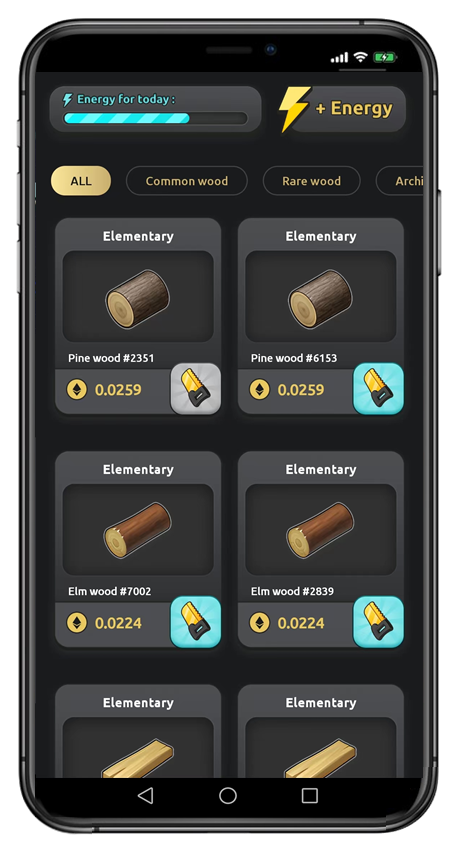 Energy for today :
+ Energy
ALL
Common wood
Rare wood
Archi
Elementary
Elementary
Pine wood #2351
Pine wood #6153
0.0259
0.0259
Elementary
Elementary
Elm wood #7002
Elm wood #2839
0.0224
0.0224
Elementary
Elementary